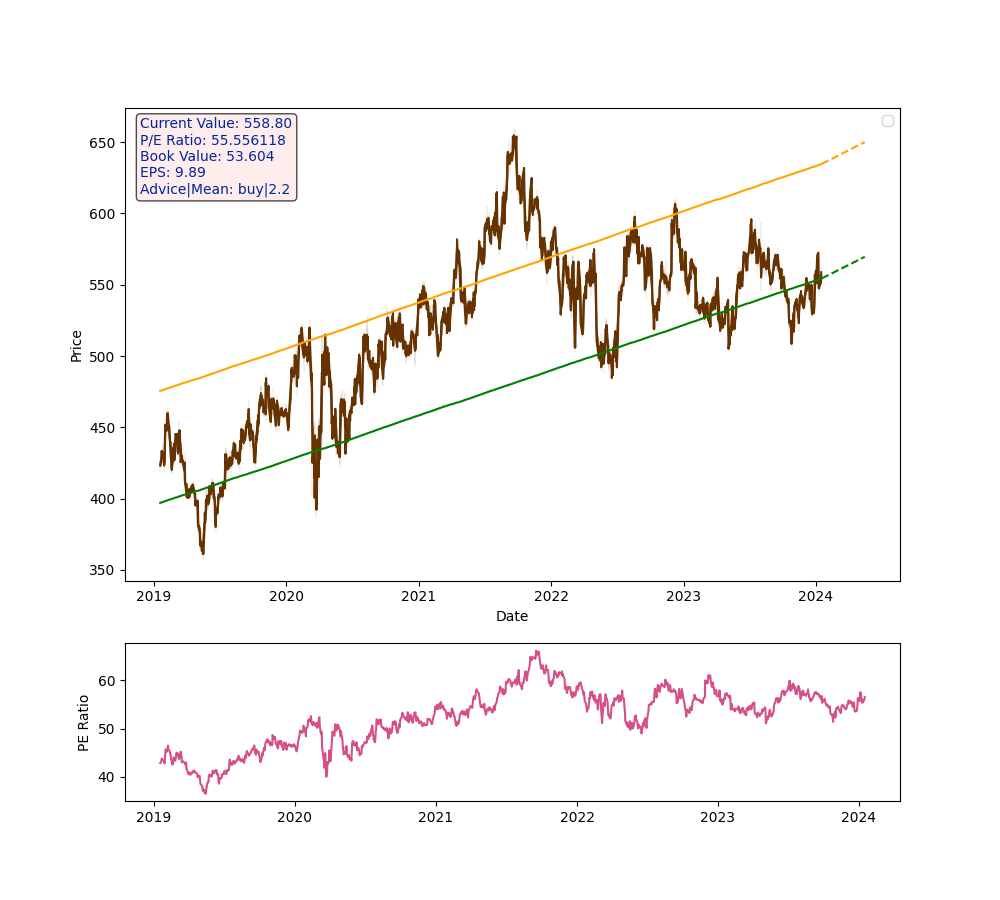 Current Value: 558.80
P/E Ratio: 55.556118
Book Value: 53.604
EPS: 9.89
Advice|Mean: buy|2.2
650
600
550
500
450
400
350
Price
2019 2020 2021 2022 2023 2024
Date
60
50
40
PE Ratio
2019 2020 2021 2022 2023 2024